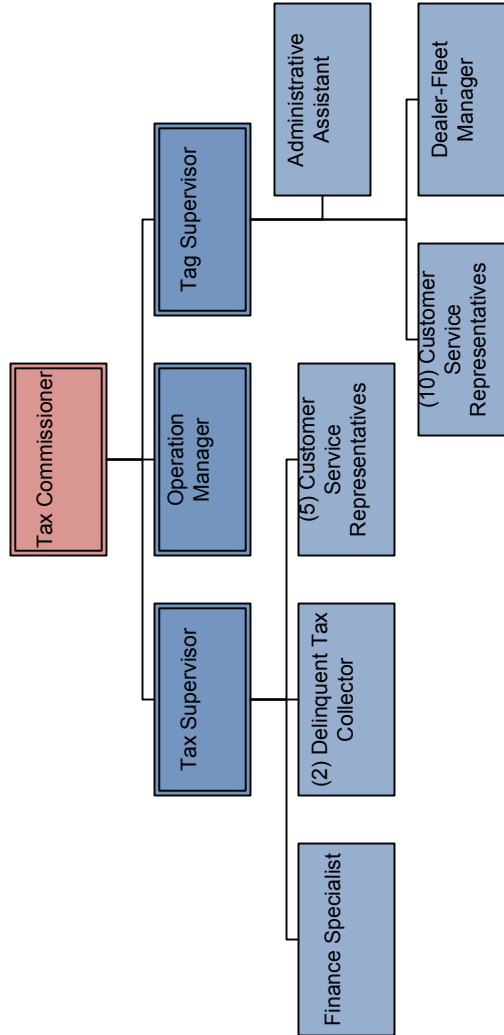 Tax Commissioner
Tax Supervisor
Operation
Manager
Tag Supervisor
Finance Specialist
(2) Delinquent Tax
Collector
(5) Customer
Service
Representatives
Administrative
Assistant
(10) Customer
Service
Representatives
Dealer-Fleet
Manager